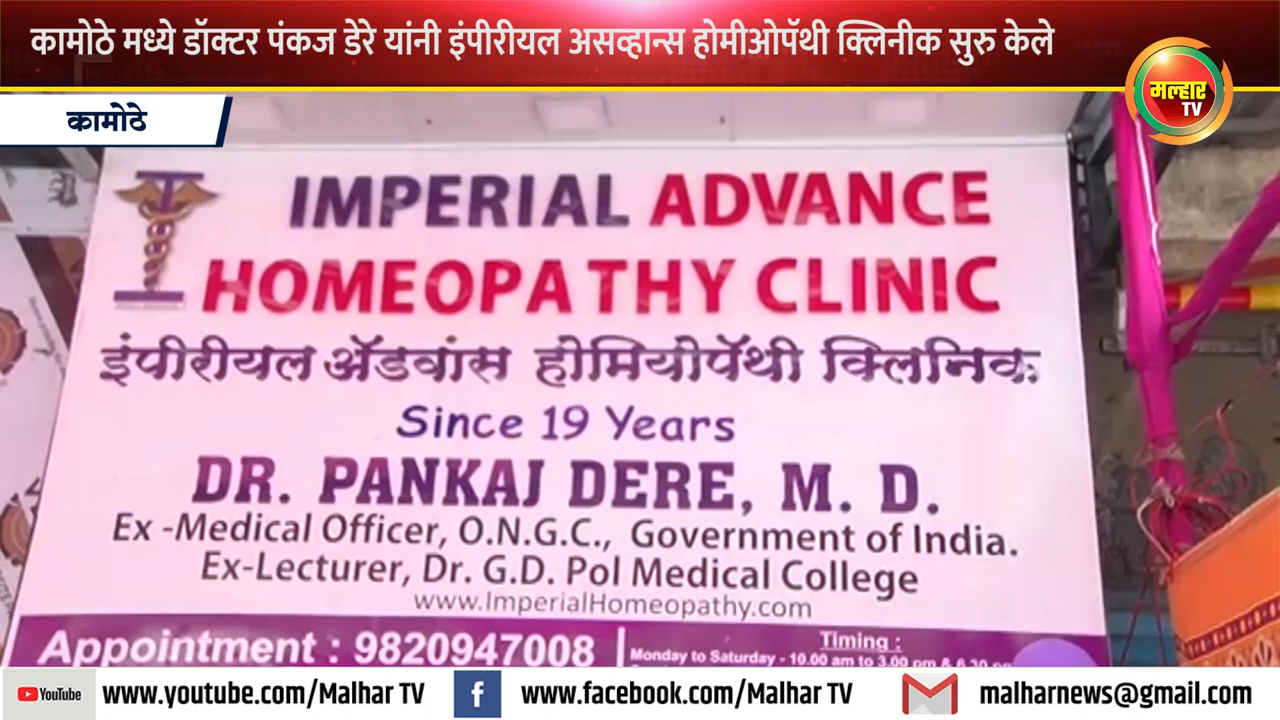 कामोठे मध्ये डॉक्टर पंकज डेरे यांनी इंपीरीयल असव्हान्स होमीओपॅथी क्लिनीक सुरु केले
मल्हार
TV
कामोठे
IMPERIAL ADVANCE
HOMEOPATHY CLINIC
इंपीरीयल ॲडवांस होमियोपॅथी क्लिनिक
Since 19 Years
DR. PANKAJ DERE, M. D.
Ex -Medical Officer, O.N.G.C., Government of India.
Ex-Lecturer, Dr. G.D. Pol Medical College
www.ImperialHomeopathy.com
Appointment : 9820947008
Timing :
Monday to Saturday - 10.00 am to 3.00 pm & 6.30
YouTube www.youtube.com/Malhar TV
www.facebook.com/Malhar TV
malharnews@gmail.com